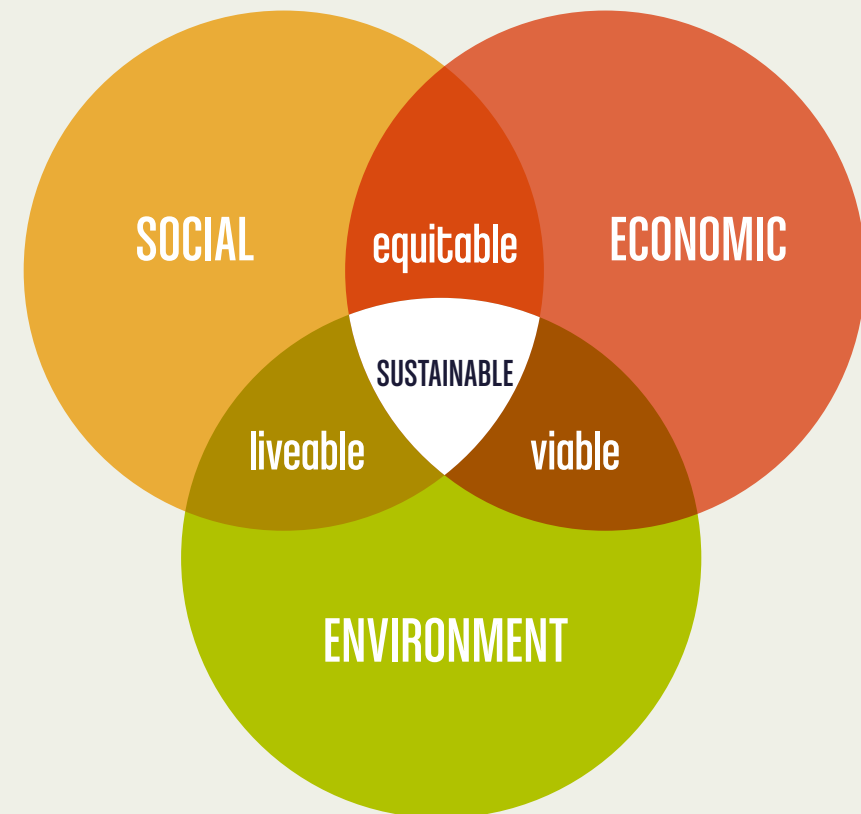 SOCIAL
equitable
ECONOMIC
SUSTAINABLE
liveable
viable
ENVIRONMENT